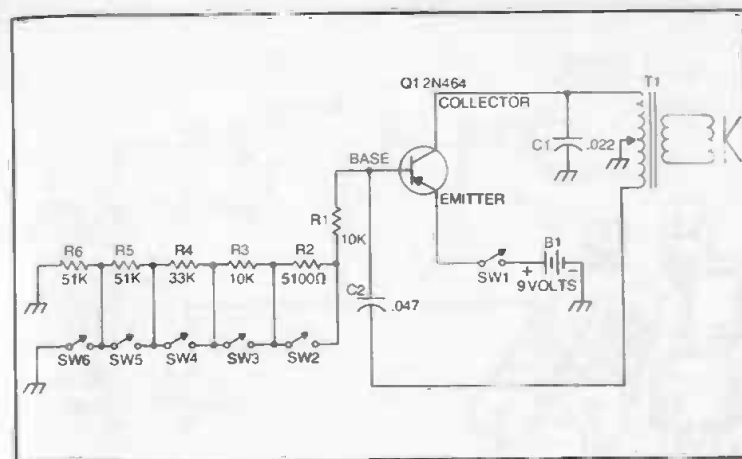 Q1 2N464
T1
COLLECTOR
C1
.022
BASE
EMITTER
R1
10K
R6
R5
R4
R3
R2
51K
51K
33K
10K
5100Ω
SW1
B1
+
−
9 VOLTS
C2
.047
SW6
SW5
SW4
SW3
SW2